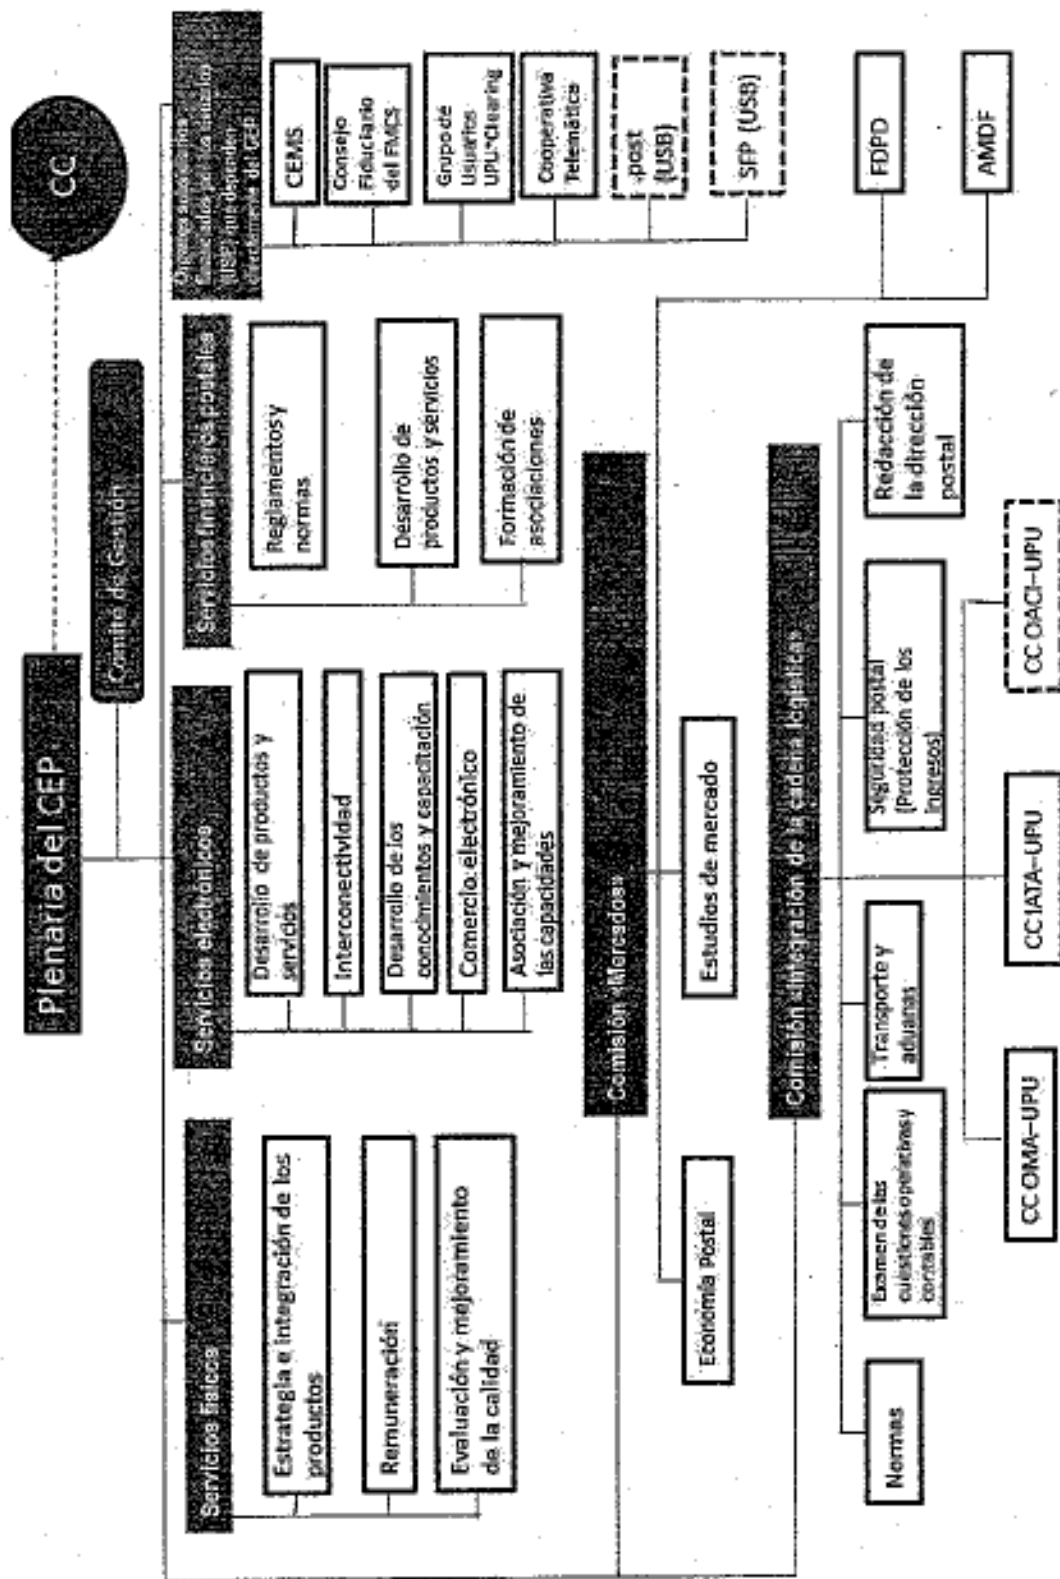 Plenaria del CEP
CC
Comité de Gestión
Servicios físicos
Estrategia e integración de los
productos
Remuneración
Evaluación y mejoramiento
de la calidad
Servicios electrónicos
Desarrollo de productos y
servicios
Interconectividad
Desarrollo de los
conocimientos y capacitación
Comercio electrónico
Asociación y mejoramiento de
las capacidades
Servicios financieros postales
Reglamentos y
normas
Desarrollo de
productos y servicios
Formación de
asociaciones
CEMS
Consejo
Fiduciario
del FMCS
Grupo de
Usuarios
UPU*Clearing
Cooperativa
Telemática
.post
(USB)
SFP (USB)
Comisión «Mercados»
Economía Postal
Estudios de mercado
FDPD
AMDF
Comisión «Integración de la cadena logística»
Normas
Examen de las
cuestiones operativas y
contables
Transporte y
aduanas
Seguridad postal
(Protección de los
ingresos)
Redacción de
la dirección
postal
CC OMA–UPU
CC IATA–UPU
CC OACI–UPU